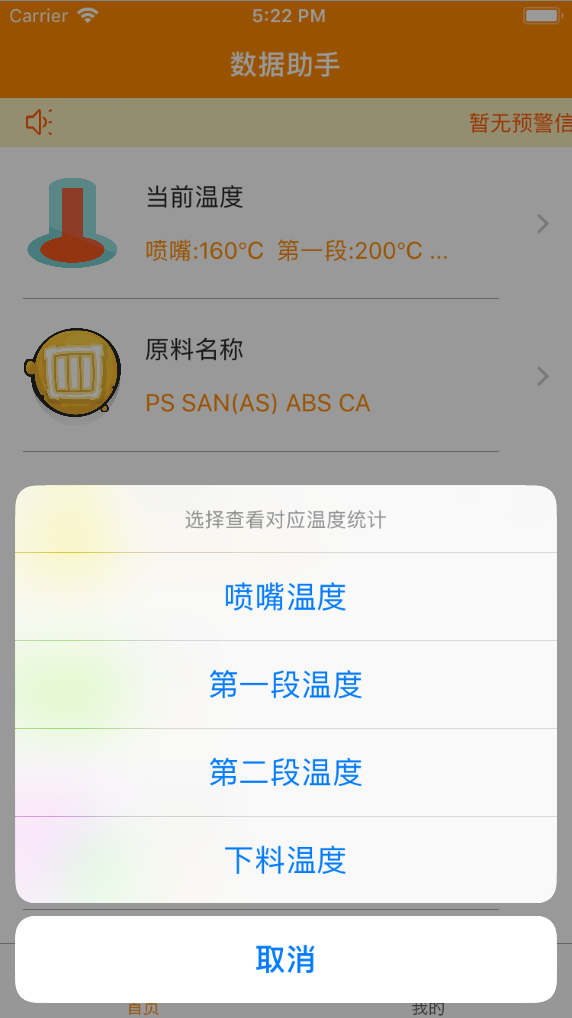 Carrier 5:22 PM
数据助手
暂无预警信
当前温度
喷嘴:160°C 第一段:200°C ...
原料名称
PS SAN(AS) ABS CA
选择查看对应温度统计
喷嘴温度
第一段温度
第二段温度
下料温度
取消
首页 我的